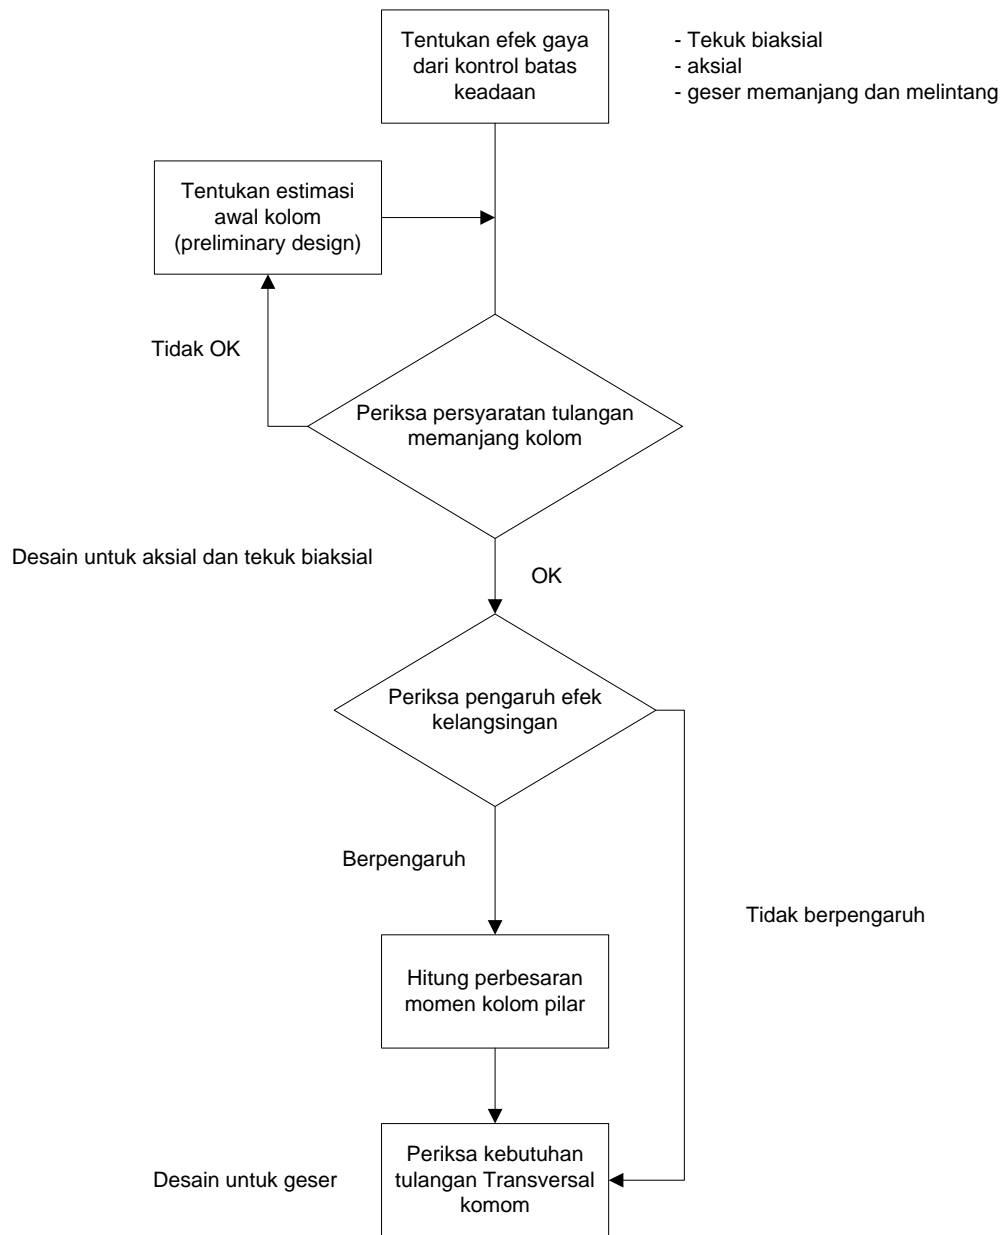 Tentukan efek gaya
dari kontrol batas
keadaan
- Tekuk biaksial
- aksial
- geser memanjang dan melintang
Tentukan estimasi
awal kolom
(preliminary design)
Tidak OK
Periksa persyaratan tulangan
memanjang kolom
Desain untuk aksial dan tekuk biaksial
OK
Periksa pengaruh efek
kelangsingan
Berpengaruh
Tidak berpengaruh
Hitung perbesaran
momen kolom pilar
Desain untuk geser
Periksa kebutuhan
tulangan Transversal
komom